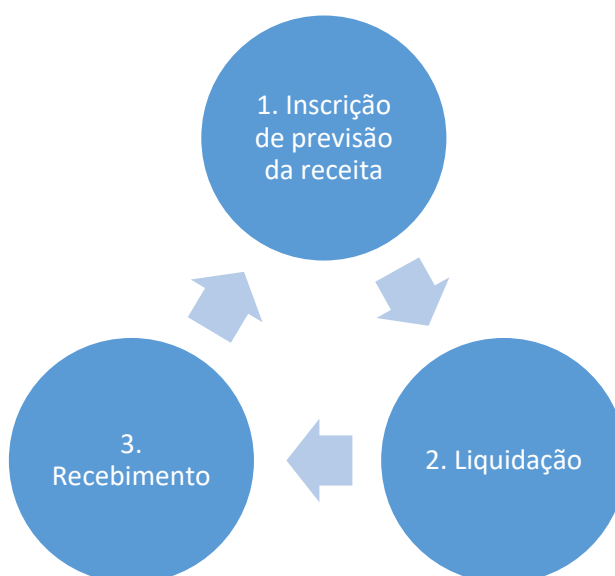 1. Inscrição
de previsão
da receita
2. Liquidação
3.
Recebimento